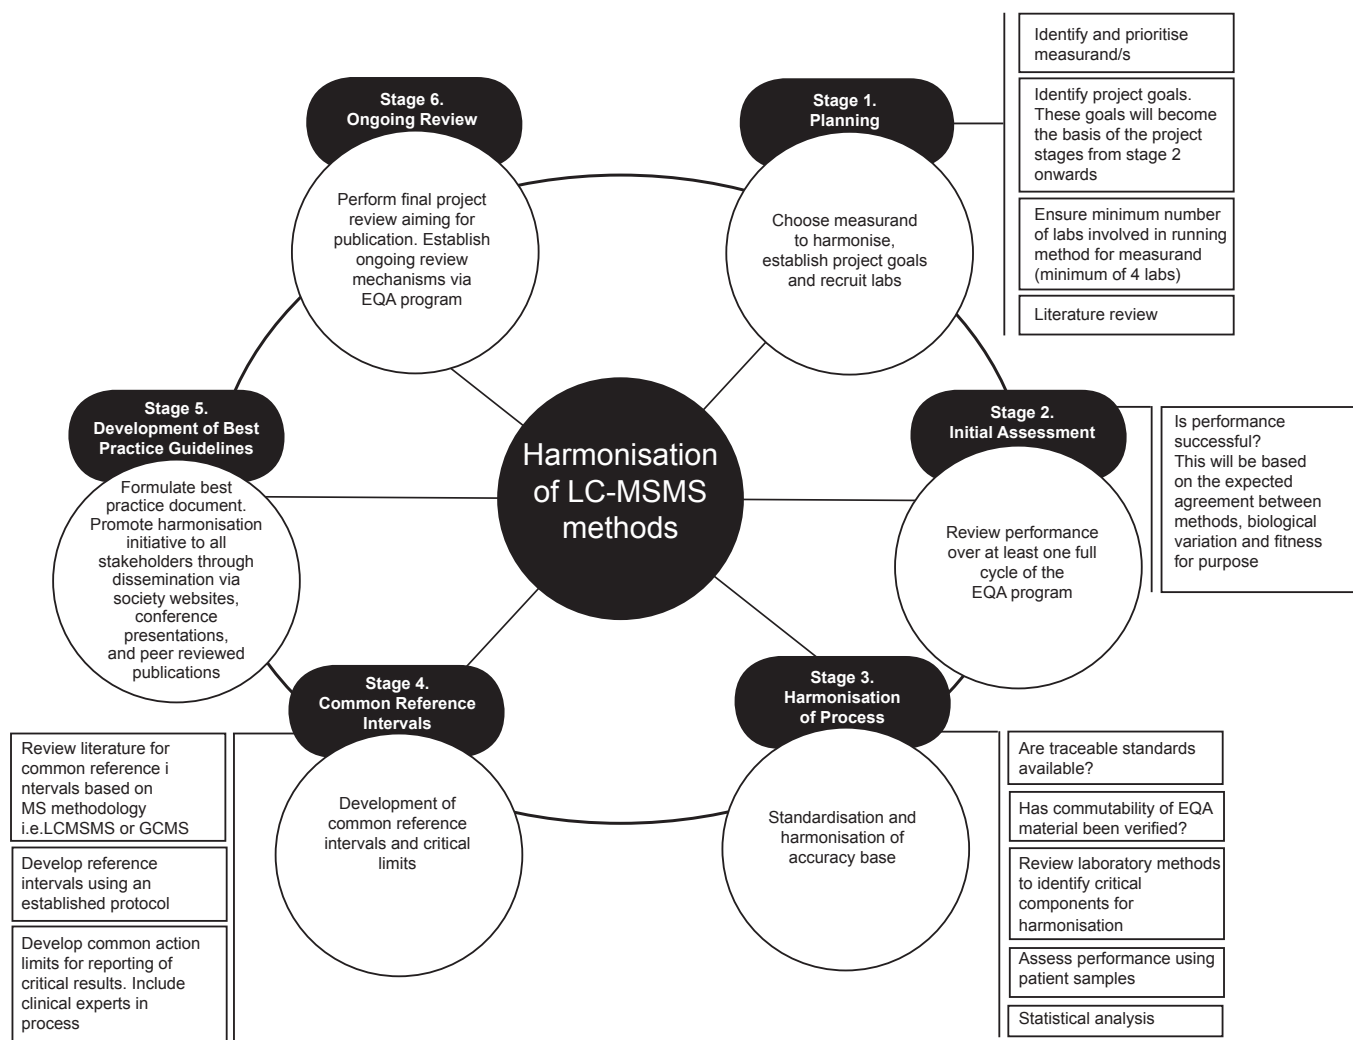 Harmonisation
of LC-MSMS
methods
Stage 1.
Planning
Choose measurand
to harmonise,
establish project goals
and recruit labs
Identify and prioritise
measurand/s
Identify project goals.
These goals will become
the basis of the project
stages from stage 2
onwards
Ensure minimum number
of labs involved in running
method for measurand
(minimum of 4 labs)
Literature review
Stage 2.
Initial Assessment
Review performance
over at least one full
cycle of the
EQA program
Is performance
successful?
This will be based
on the expected
agreement between
methods, biological
variation and fitness
for purpose
Stage 3.
Harmonisation
of Process
Standardisation and
harmonisation of
accuracy base
Are traceable standards
available?
Has commutability of EQA
material been verified?
Review laboratory methods
to identify critical
components for
harmonisation
Assess performance using
patient samples
Statistical analysis
Stage 4.
Common Reference
Intervals
Development of
common reference
intervals and critical
limits
Review literature for
common reference i
ntervals based on
MS methodology
i.e.LCMSMS or GCMS
Develop reference
intervals using an
established protocol
Develop common action
limits for reporting of
critical results. Include
clinical experts in
process
Stage 5.
Development of Best
Practice Guidelines
Formulate best
practice document.
Promote harmonisation
initiative to all
stakeholders through
dissemination via
society websites,
conference
presentations,
and peer reviewed
publications
Stage 6.
Ongoing Review
Perform final project
review aiming for
publication. Establish
ongoing review
mechanisms via
EQA program